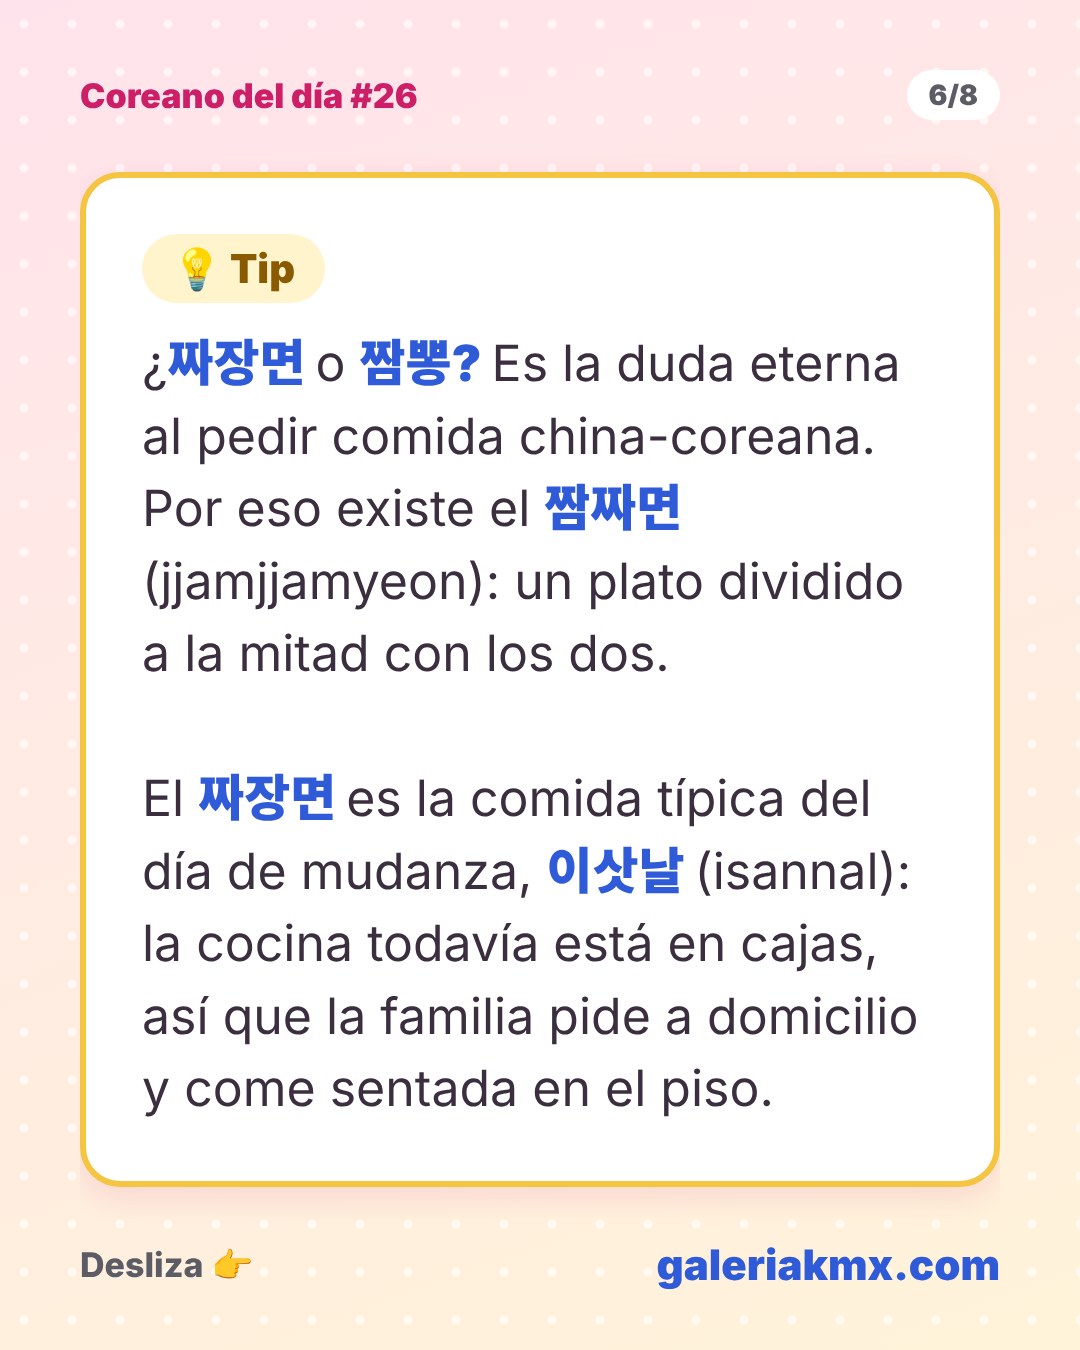 Coreano del día #26
6/8
💡 Tip
¿짜장면 o 짬뽕? Es la duda eterna
al pedir comida china-coreana.
Por eso existe el 짬짜면
(jjamjjamyeon): un plato dividido
a la mitad con los dos.
El 짜장면 es la comida típica del
día de mudanza, 이삿날 (isannal):
la cocina todavía está en cajas,
así que la familia pide a domicilio
y come sentada en el piso.
Desliza 👉
galeriakmx.com